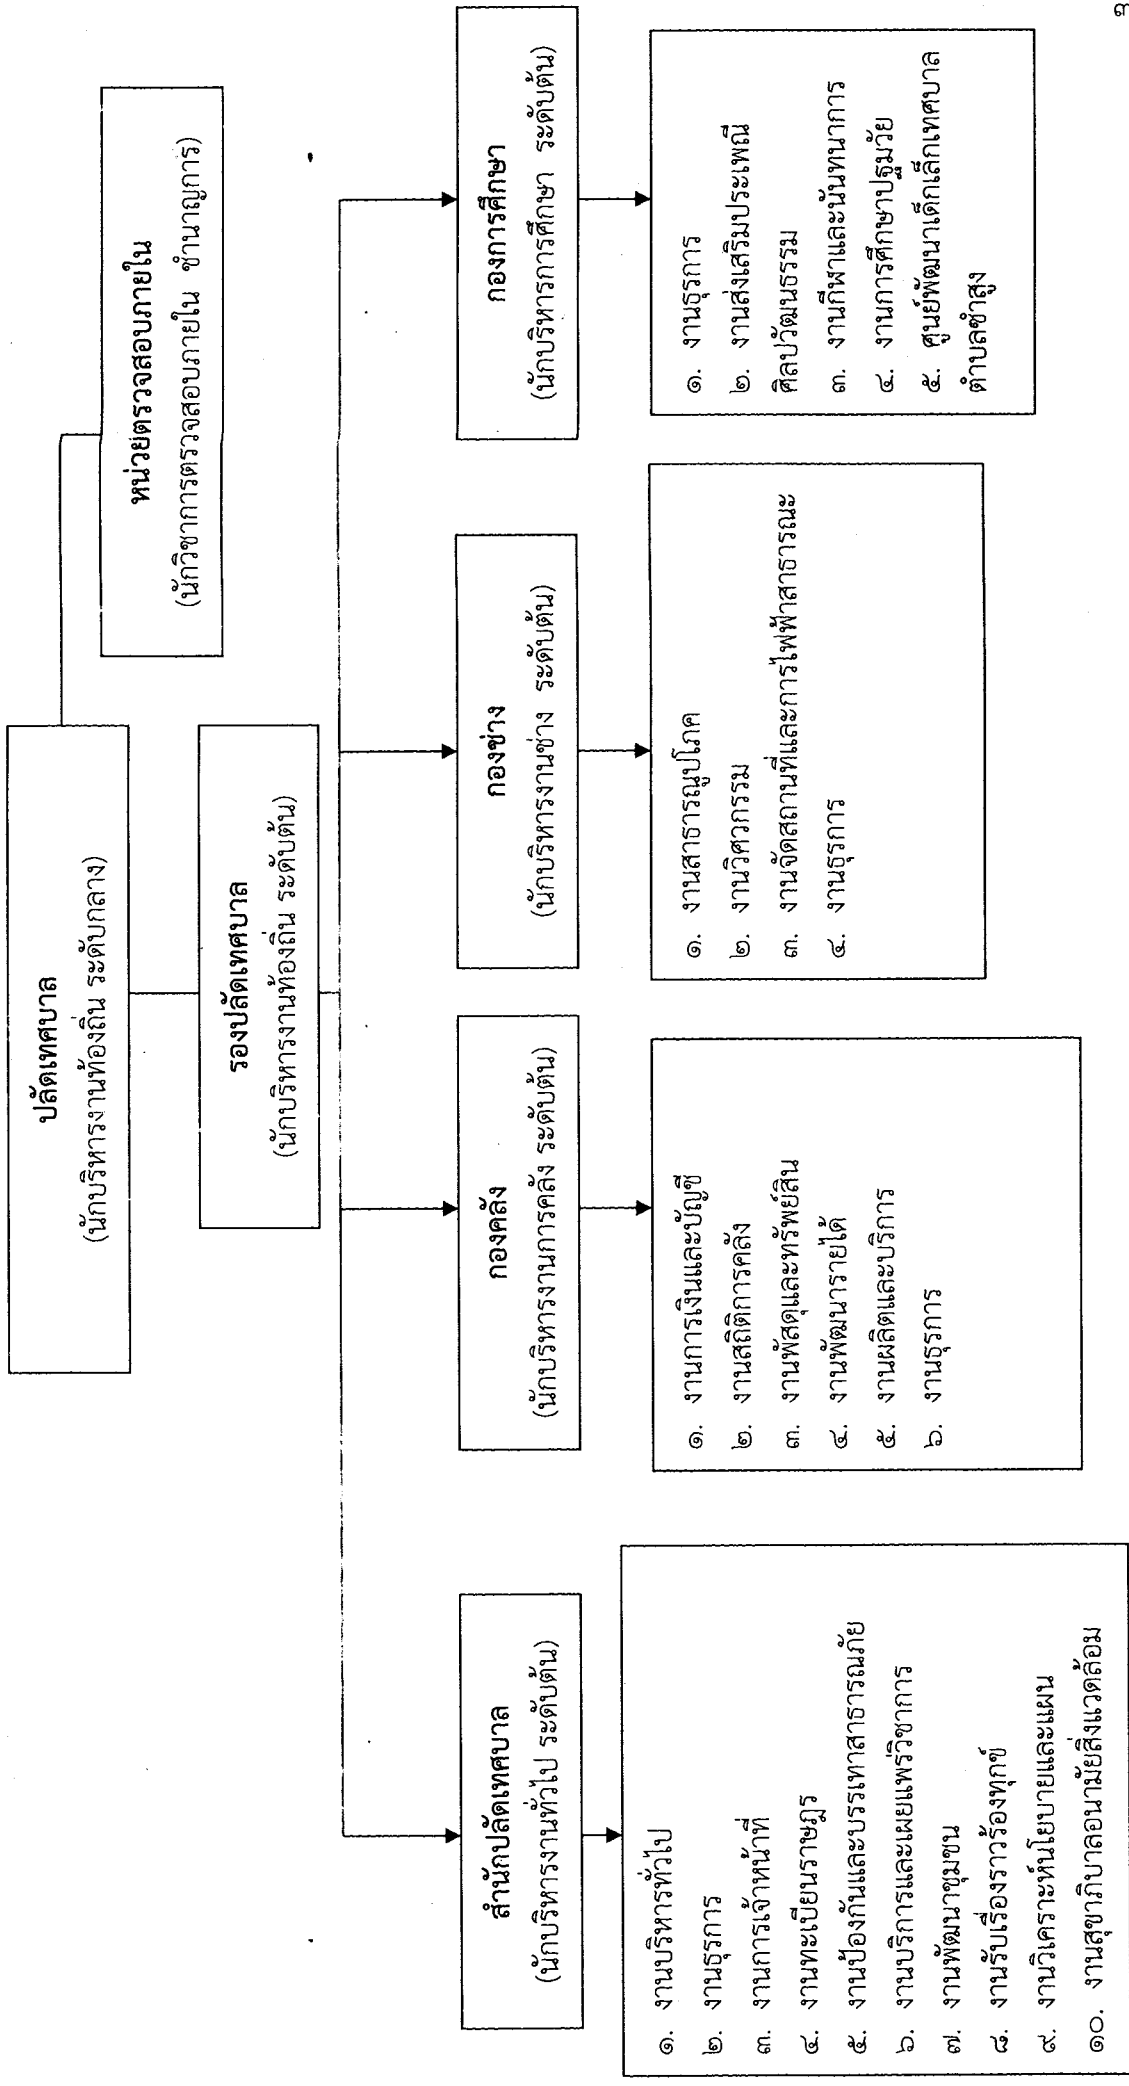 ปลัดเทศบาล
(นักบริหารงานท้องถิ่น ระดับกลาง)
หน่วยตรวจสอบภายใน
(นักวิชาการตรวจสอบภายใน ชำนาญการ)
รองปลัดเทศบาล
(นักบริหารงานท้องถิ่น ระดับต้น)
สำนักปลัดเทศบาล
(นักบริหารงานทั่วไป ระดับต้น)
๑. งานบริหารทั่วไป
๒. งานธุรการ
๓. งานการเจ้าหน้าที่
๔. งานทะเบียนราษฎร
๕. งานป้องกันและบรรเทาสาธารณภัย
๖. งานบริการและเผยแพร่วิชาการ
๗. งานพัฒนาชุมชน
๘. งานรับเรื่องราวร้องทุกข์
๙. งานวิเคราะห์นโยบายและแผน
๑๐. งานสุขาภิบาลอนามัยสิ่งแวดล้อม
กองคลัง
(นักบริหารงานการคลัง ระดับต้น)
๑. งานการเงินและบัญชี
๒. งานสถิติการคลัง
๓. งานพัสดุและทรัพย์สิน
๔. งานพัฒนารายได้
๕. งานผลิตและบริการ
๖. งานธุรการ
กองช่าง
(นักบริหารงานช่าง ระดับต้น)
๑. งานสาธารณูปโภค
๒. งานวิศวกรรม
๓. งานจัดสถานที่และการไฟฟ้าสาธารณะ
๔. งานธุรการ
กองการศึกษา
(นักบริหารการศึกษา ระดับต้น)
๑. งานธุรการ
๒. งานส่งเสริมประเพณี
ศิลปวัฒนธรรม
๓. งานกีฬาและนันทนาการ
๔. งานการศึกษาปฐมวัย
๕. ศูนย์พัฒนาเด็กเล็กเทศบาล
ตำบลซำสูง
๓